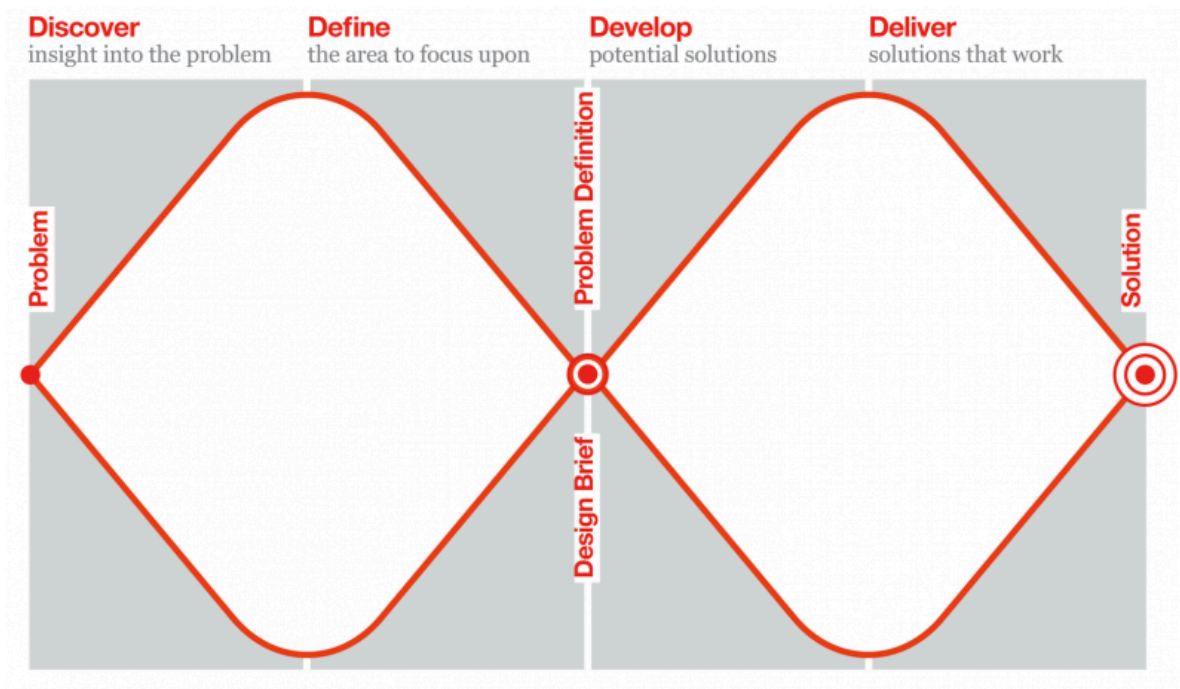 Discover
insight into the problem
Define
the area to focus upon
Develop
potential solutions
Deliver
solutions that work
Problem
Problem Definition
Design Brief
Solution